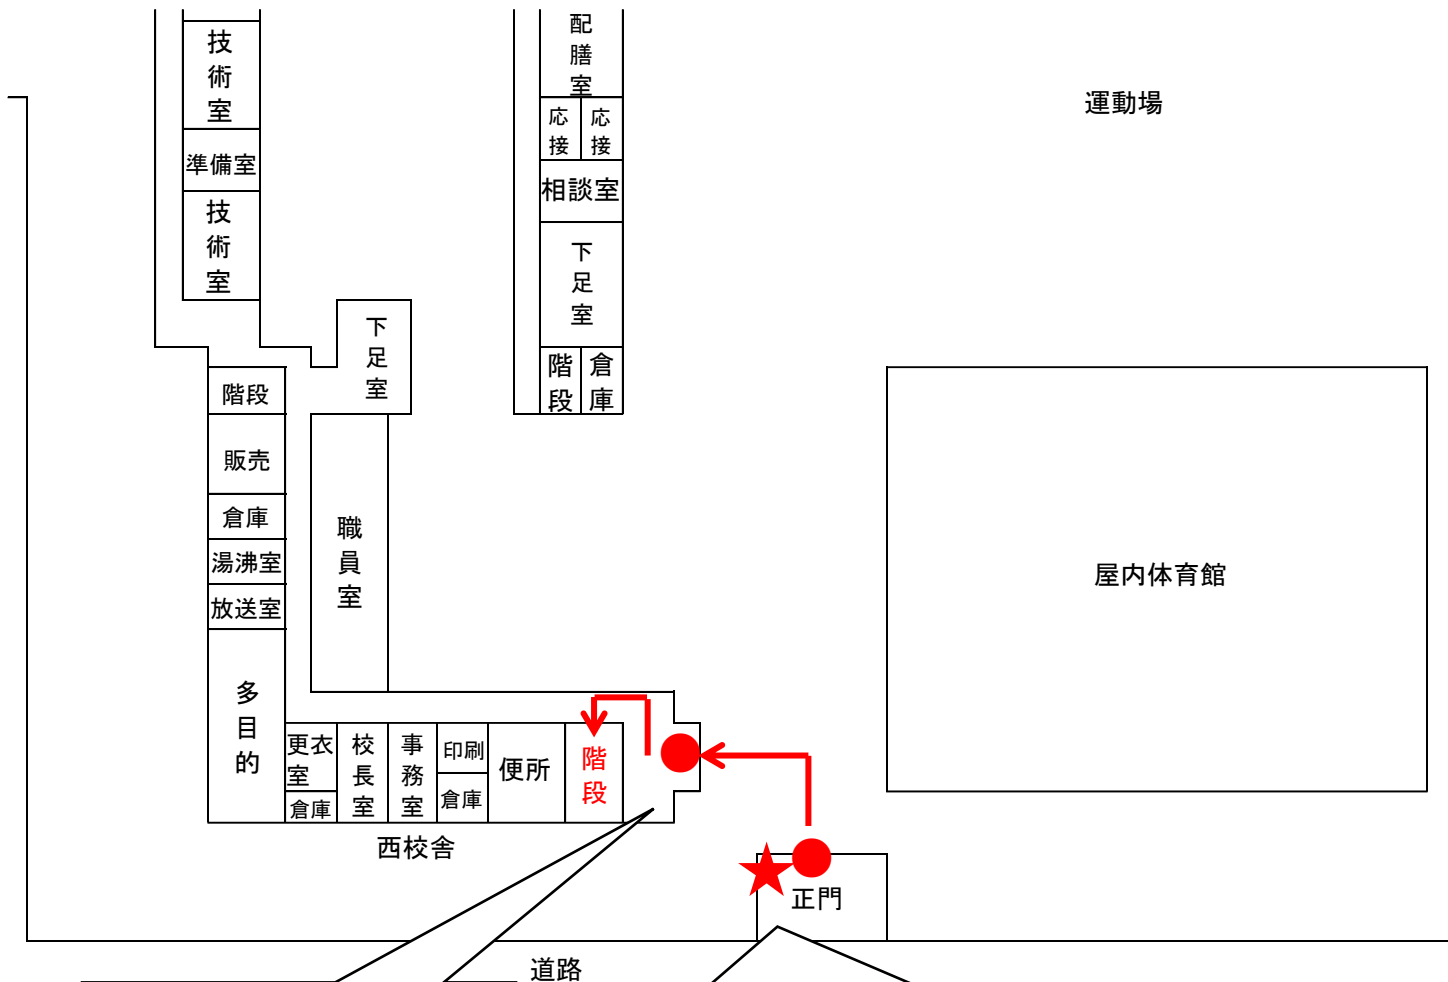 技術室
準備室
技術室
配膳室
応接
応接
相談室
下足室
階段
倉庫
運動場
下足室
階段
販売
倉庫
湯沸室
放送室
多目的
職員室
更衣室
倉庫
校長室
事務室
印刷
倉庫
便所
階段
西校舎
屋内体育館
正門
道路